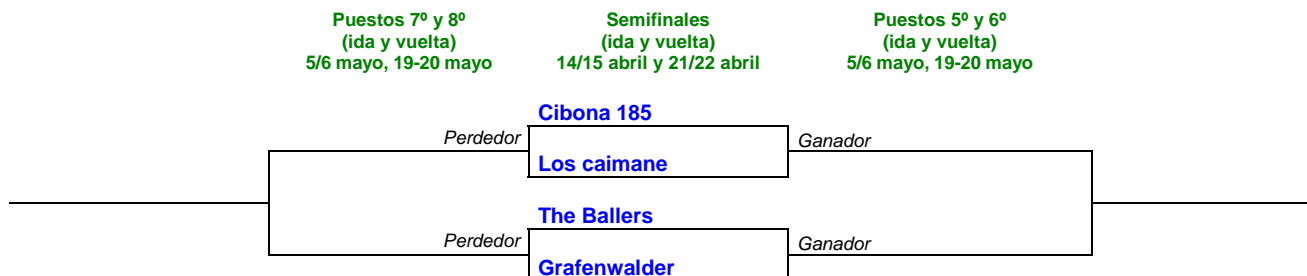 Puestos 7º y 8º
(ida y vuelta)
5/6 mayo, 19-20 mayo
Semifinales
(ida y vuelta)
14/15 abril y 21/22 abril
Puestos 5º y 6º
(ida y vuelta)
5/6 mayo, 19-20 mayo
Cibona 185
Perdedor
Ganador
Los caimane
The Ballers
Perdedor
Ganador
Grafenwalder